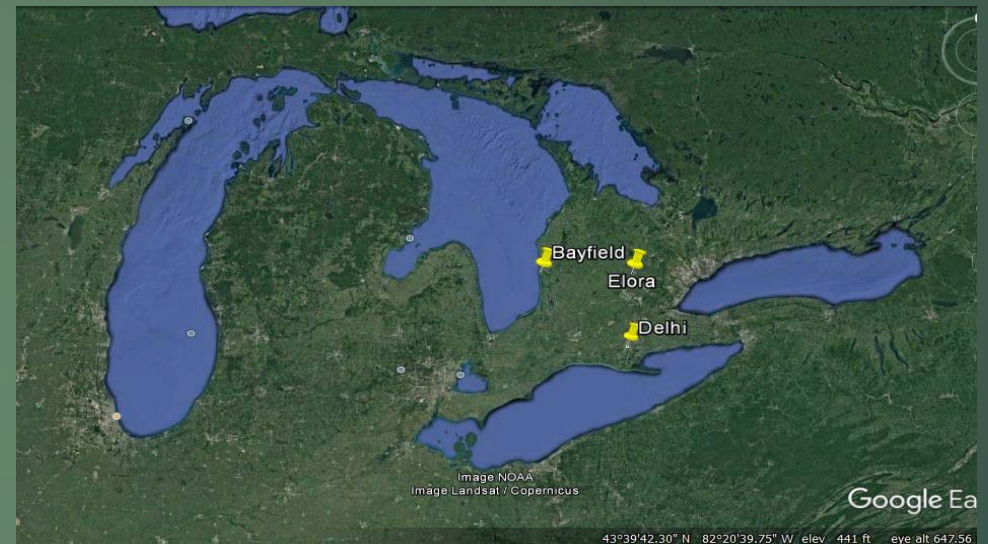 Bayfield
Elora
Delhi
Image NOAA
Image Landsat / Copernicus
Google Ea
43°39'42.30" N 82°20'39.75" W elev 441 ft eye alt 647.56